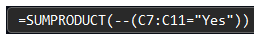 =SUMPRODUCT(--(C7:C11="Yes"))